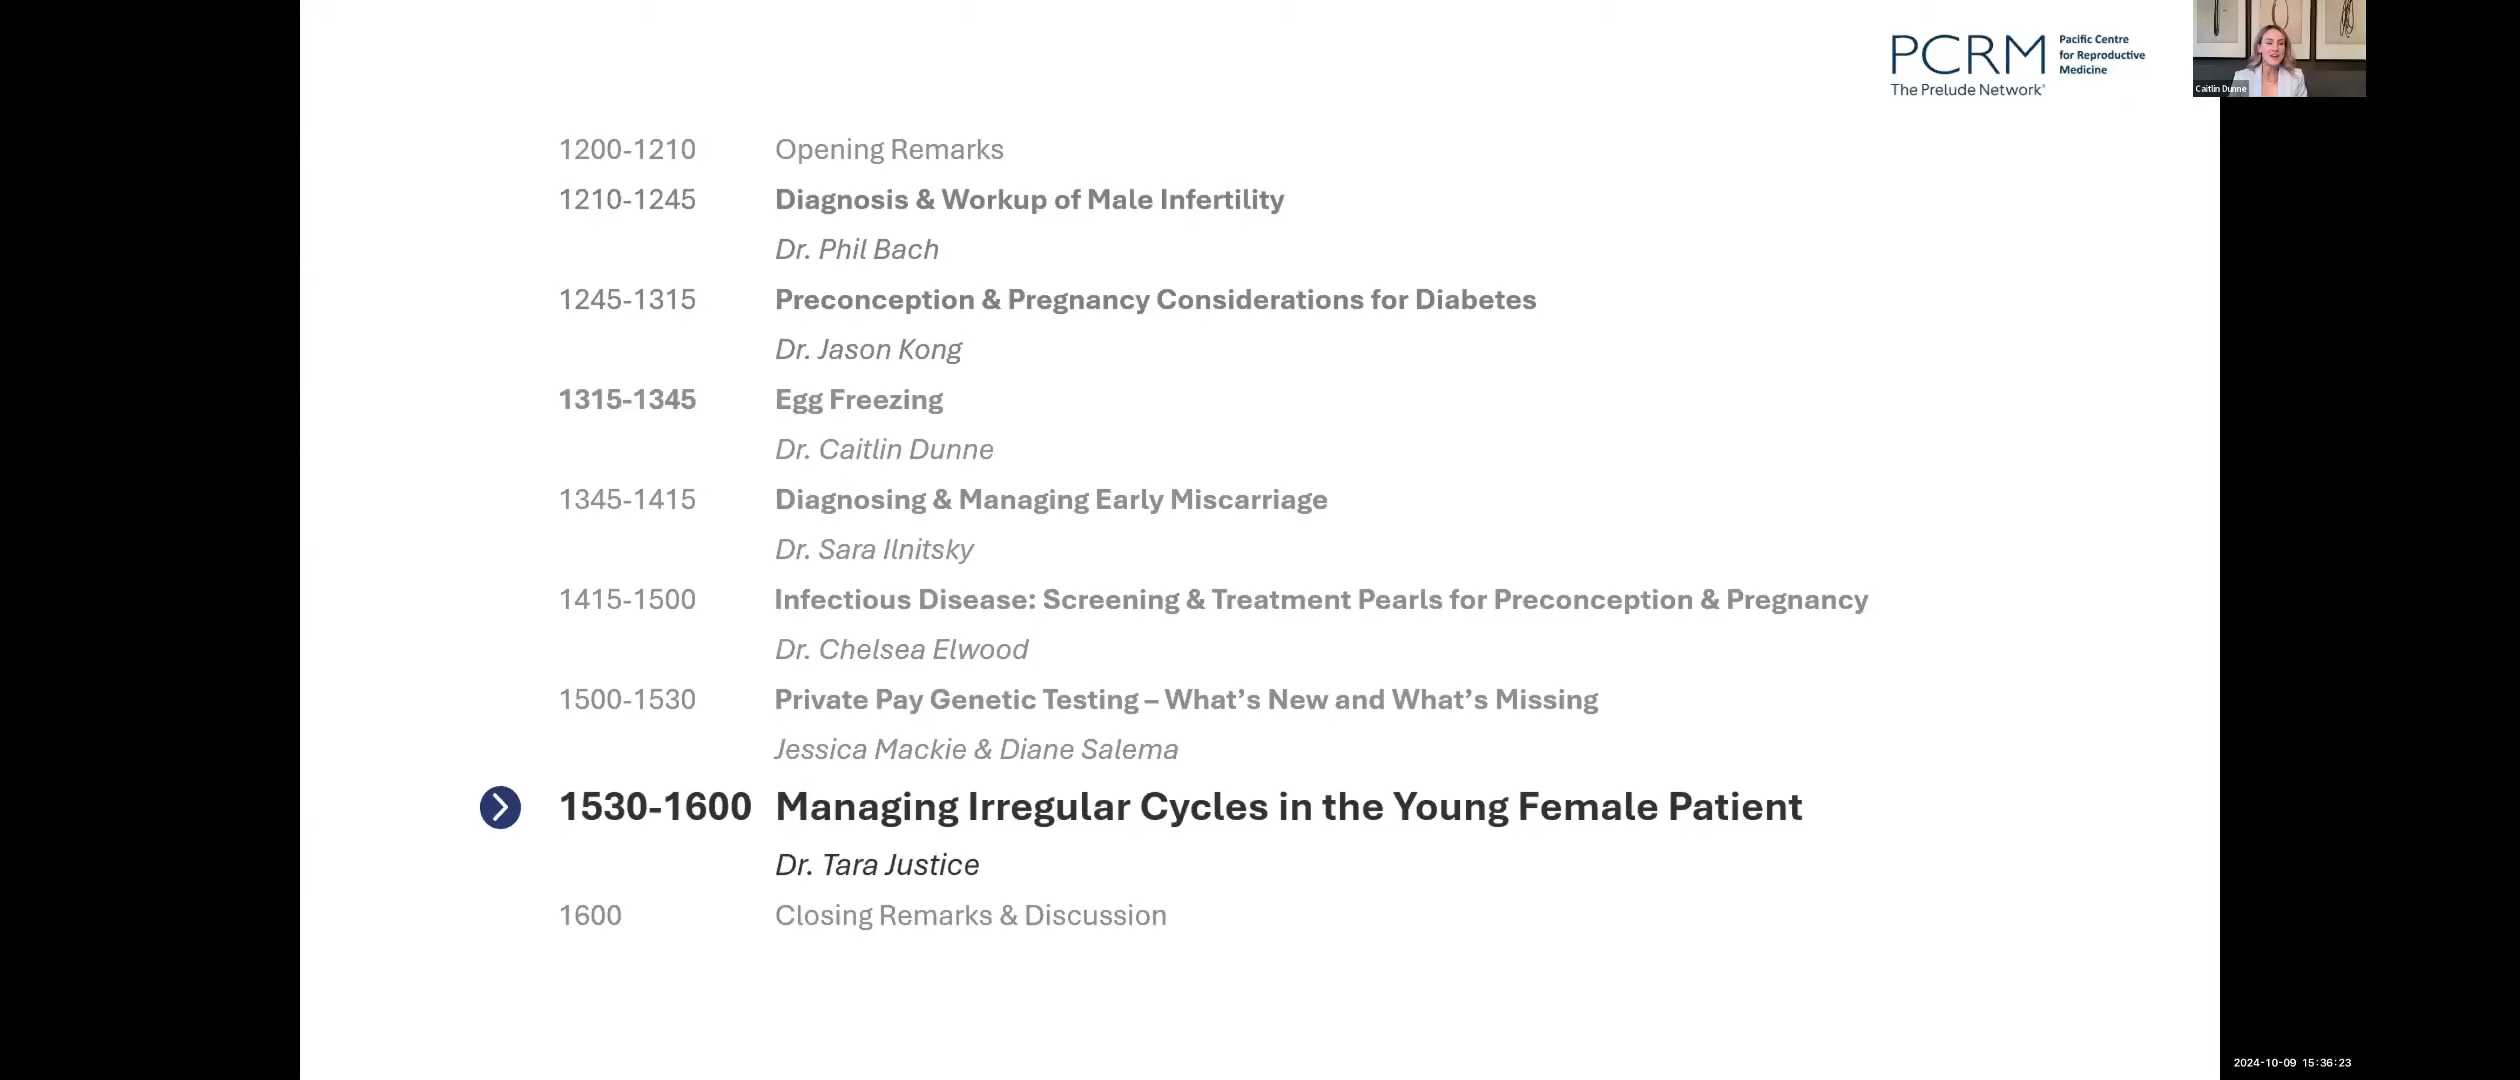 PCRM
Pacific Centre
for Reproductive
Medicine
The Prelude Network®
Caitlin Dunne
1200-1210 Opening Remarks
1210-1245 Diagnosis & Workup of Male Infertility
Dr. Phil Bach
1245-1315 Preconception & Pregnancy Considerations for Diabetes
Dr. Jason Kong
1315-1345 Egg Freezing
Dr. Caitlin Dunne
1345-1415 Diagnosing & Managing Early Miscarriage
Dr. Sara Ilnitsky
1415-1500 Infectious Disease: Screening & Treatment Pearls for Preconception & Pregnancy
Dr. Chelsea Elwood
1500-1530 Private Pay Genetic Testing – What’s New and What’s Missing
Jessica Mackie & Diane Salema
1530-1600 Managing Irregular Cycles in the Young Female Patient
Dr. Tara Justice
1600 Closing Remarks & Discussion
2024-10-09 15:36:23